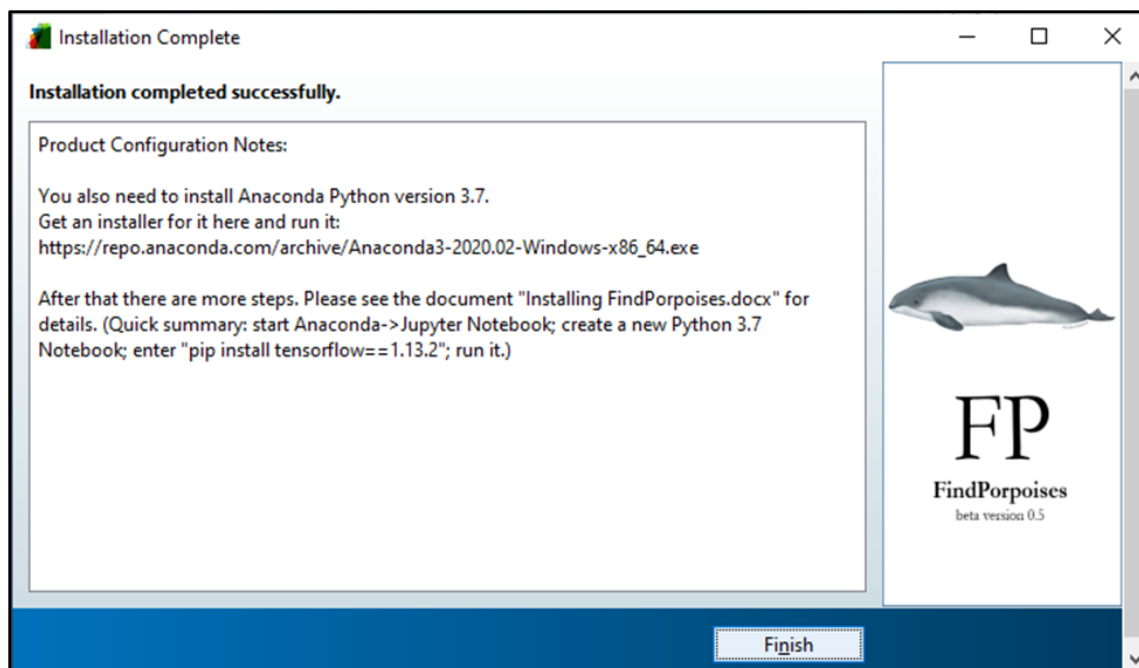 Installation Complete
Installation completed successfully.
Product Configuration Notes:
You also need to install Anaconda Python version 3.7.
Get an installer for it here and run it:
https://repo.anaconda.com/archive/Anaconda3-2020.02-Windows-x86_64.exe
After that there are more steps. Please see the document "Installing FindPorpoises.docx" for
details. (Quick summary: start Anaconda->Jupyter Notebook; create a new Python 3.7
Notebook; enter "pip install tensorflow==1.13.2"; run it.)
FP
FindPorpoises
beta version 0.5
Finish